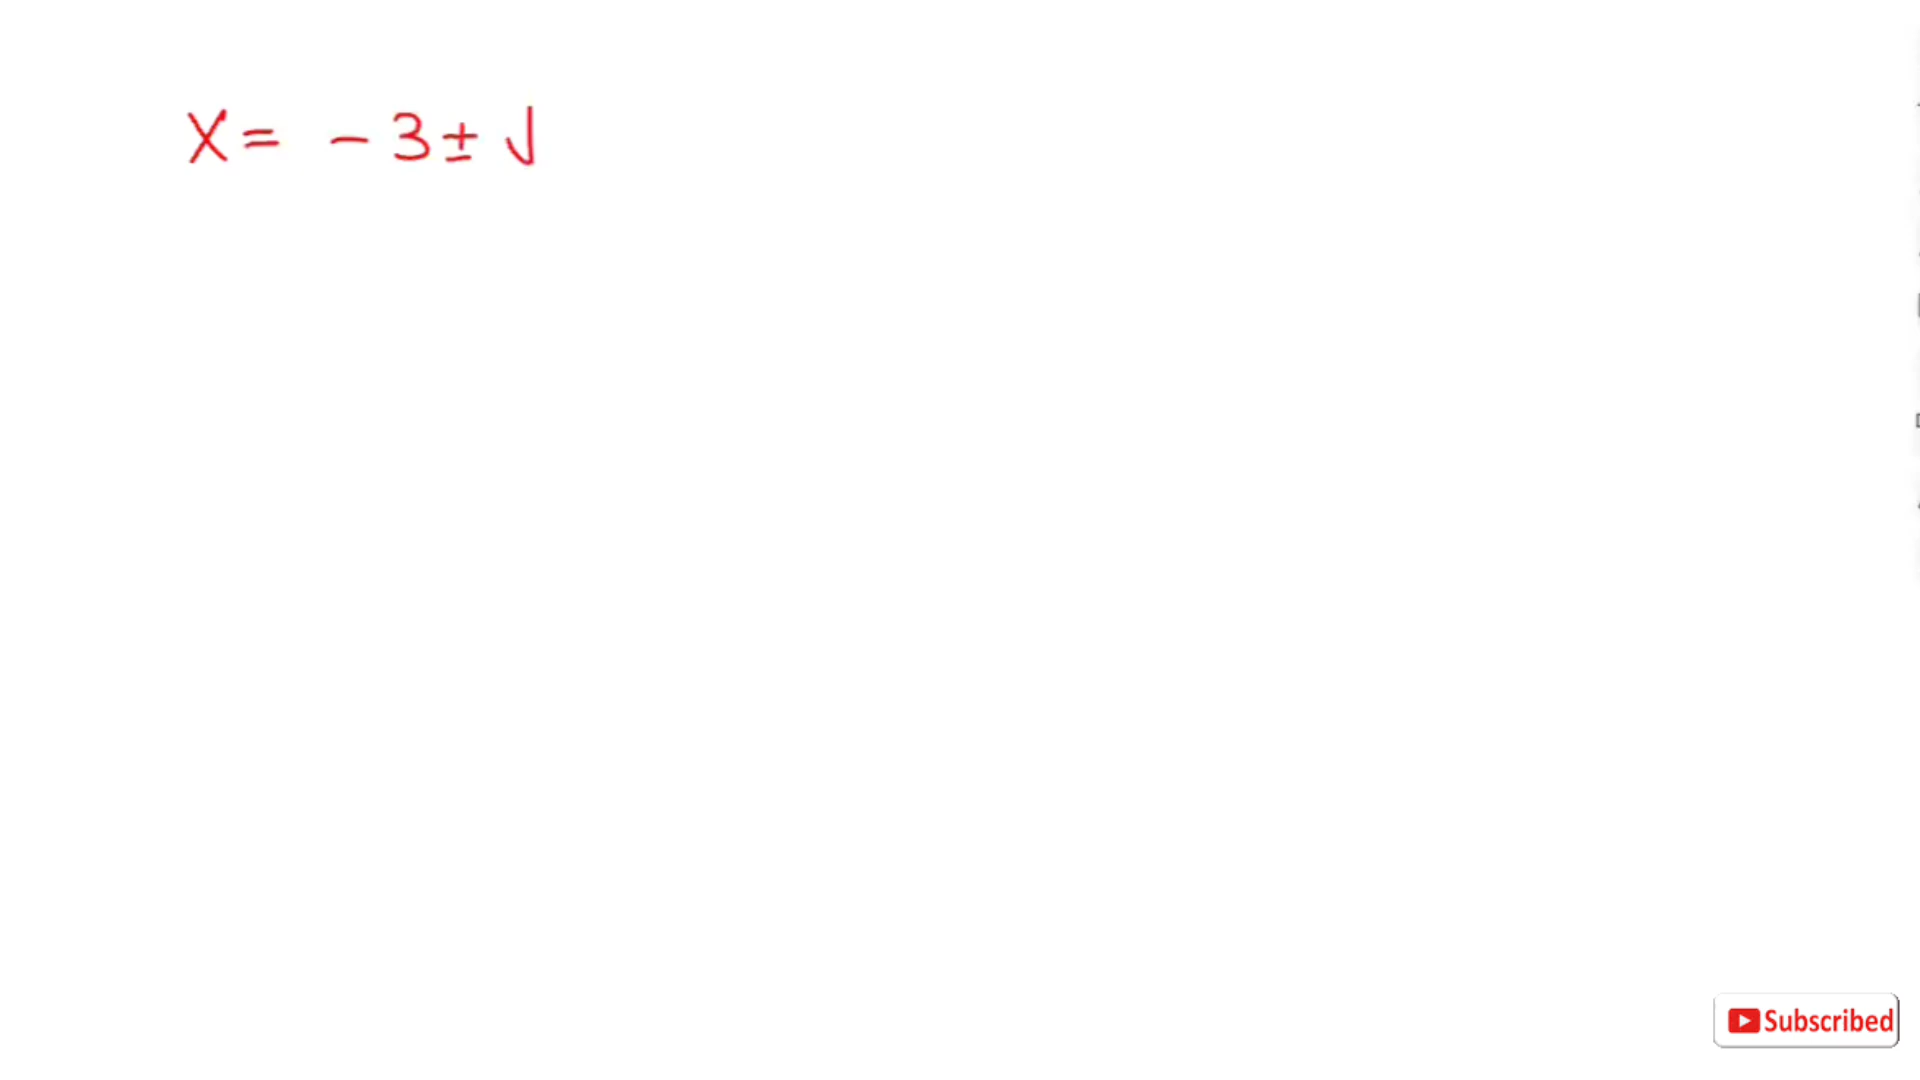 X = - 3 ± √
Subscribed